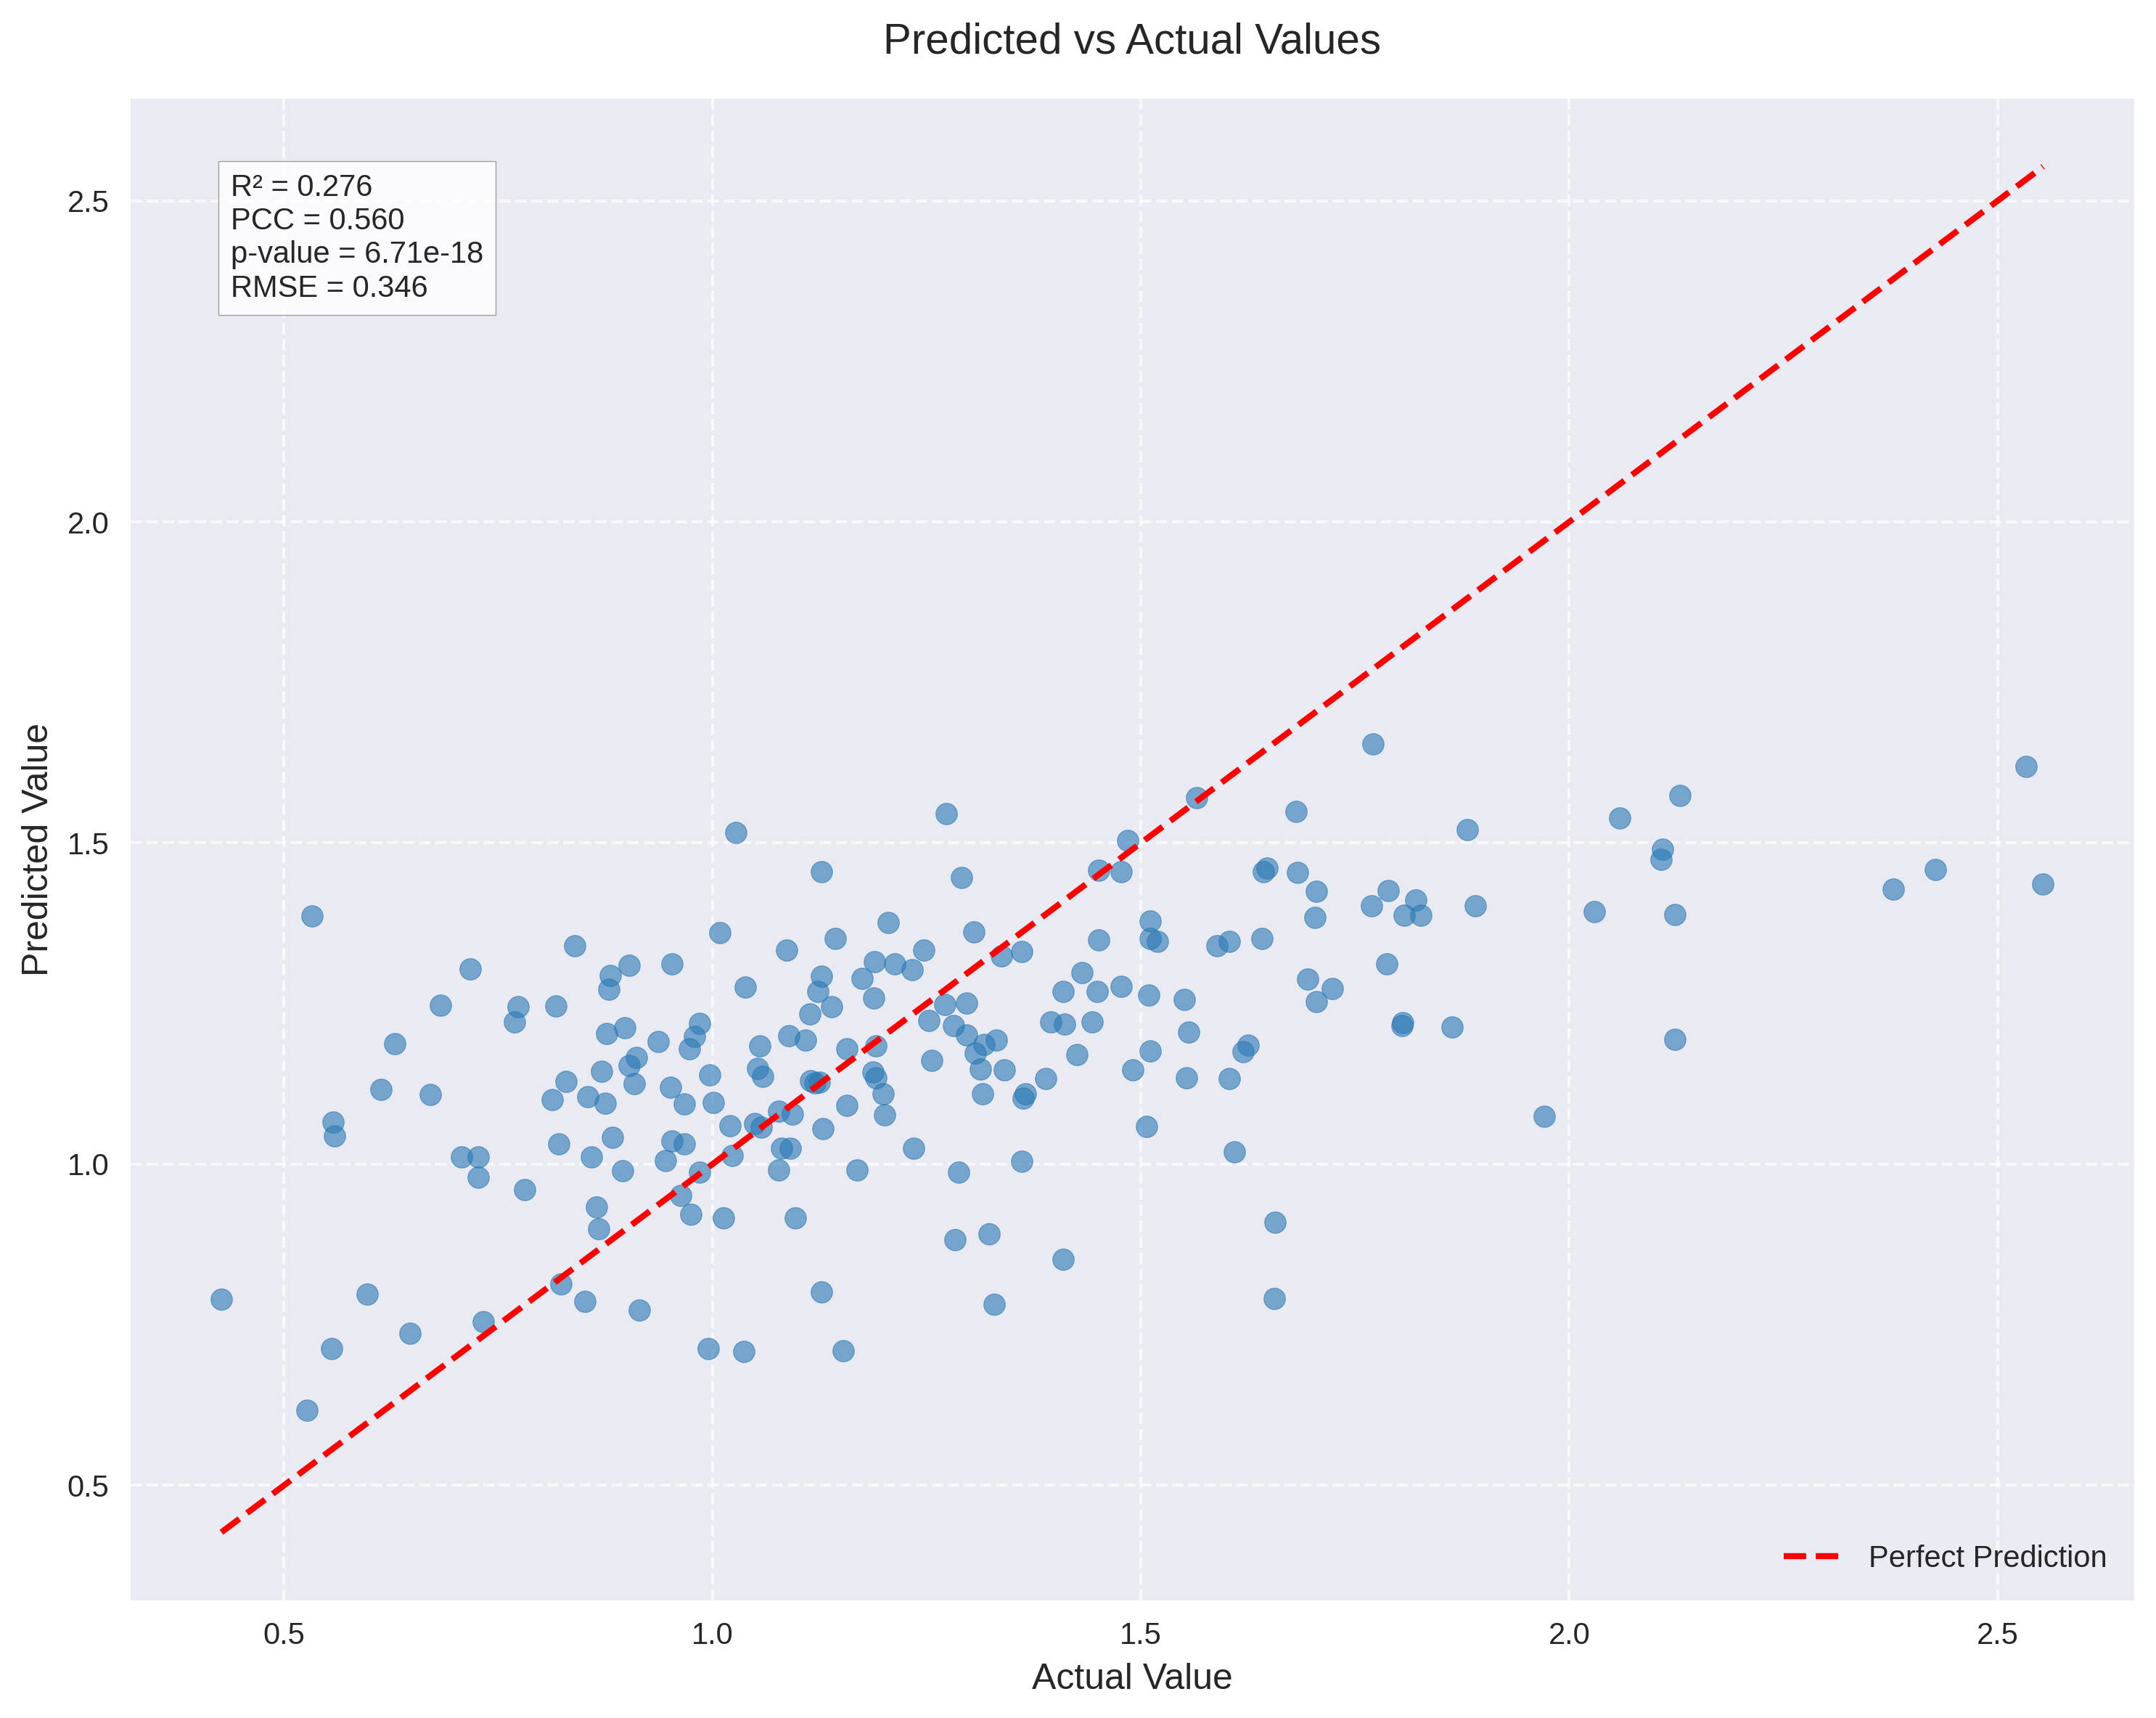 Predicted vs Actual Values
R² = 0.276
PCC = 0.560
p-value = 6.71e-18
RMSE = 0.346
2.5
2.0
1.5
1.0
0.5
Predicted Value
Perfect Prediction
0.5 1.0 1.5 2.0 2.5
Actual Value